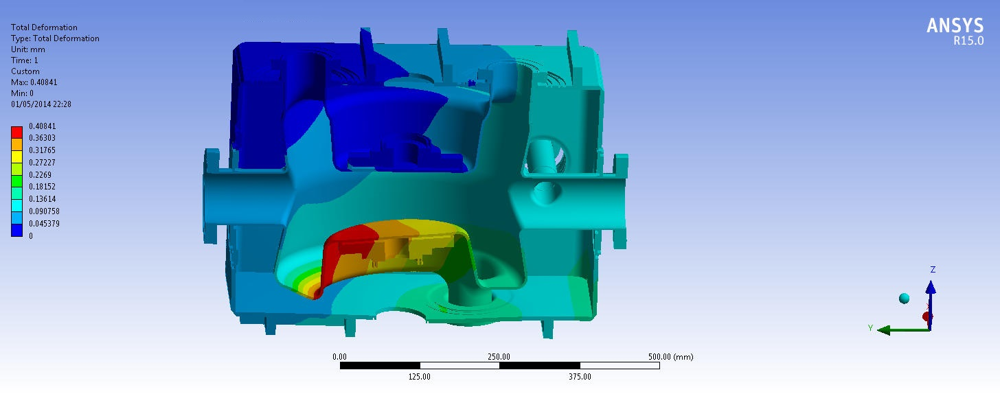 Total Deformation
Type: Total Deformation
Unit: mm
Time: 1
Custom
Max: 0.40841
Min: 0
01/05/2014 22:28
0.40841
0.36303
0.31765
0.27227
0.2269
0.18152
0.13614
0.090758
0.045379
0
ANSYS
R15.0
Z
Y
0.00 250.00 500.00 (mm)
125.00 375.00